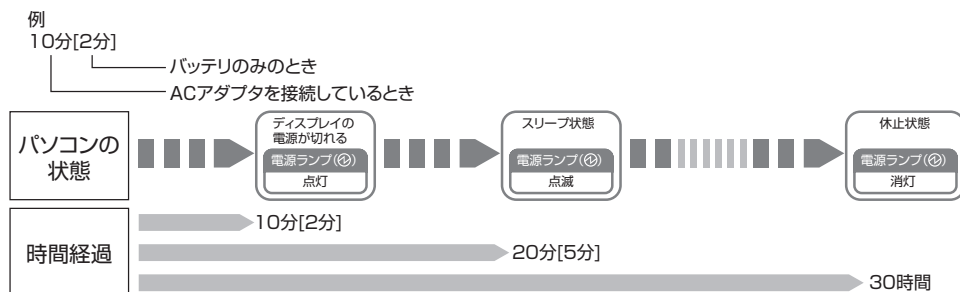 例
10分[2分]
バッテリのみのとき
ACアダプタを接続しているとき
パソコンの
状態
ディスプレイの
電源が切れる
電源ランプ()
点灯
スリープ状態
電源ランプ()
点滅
休止状態
電源ランプ()
消灯
時間経過
10分[2分]
20分[5分]
30時間